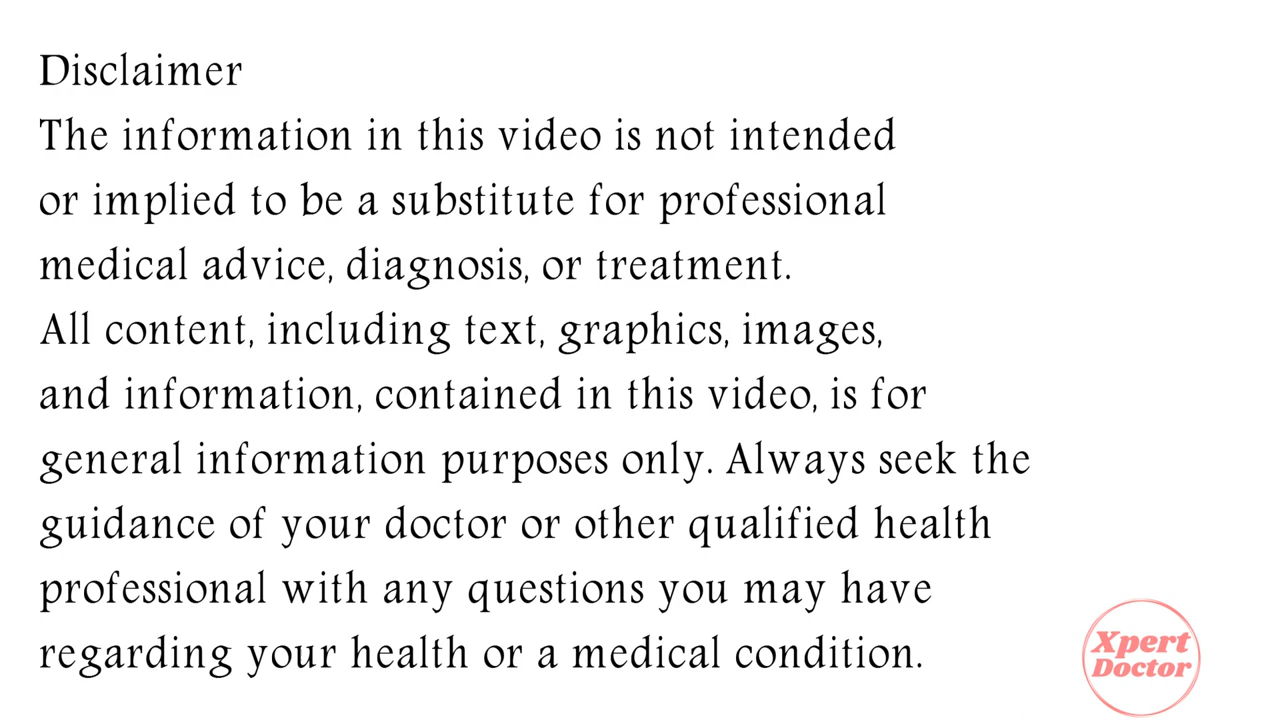 Disclaimer
The information in this video is not intended
or implied to be a substitute for professional
medical advice, diagnosis, or treatment.
All content, including text, graphics, images,
and information, contained in this video, is for
general information purposes only. Always seek the
guidance of your doctor or other qualified health
professional with any questions you may have
regarding your health or a medical condition.
Xpert
Doctor